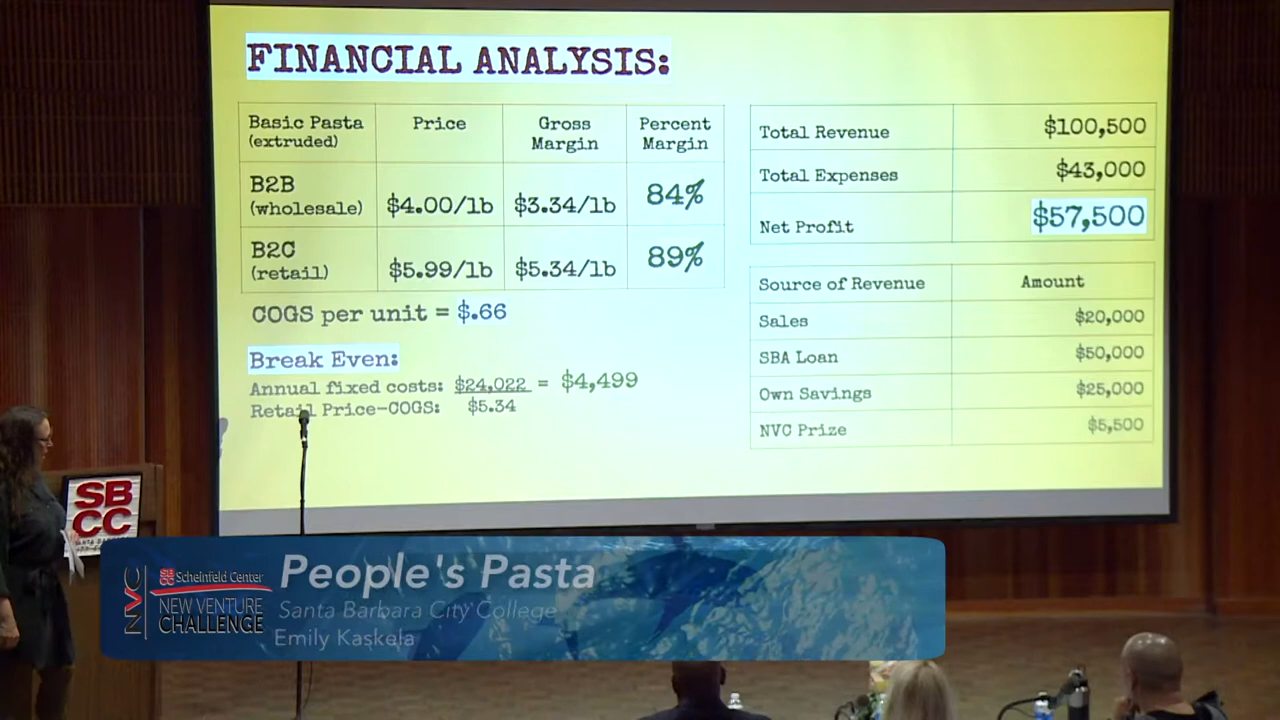 FINANCIAL ANALYSIS:
Basic Pasta (extruded) Price Gross Margin Percent Margin
B2B (wholesale) $4.00/lb $3.34/lb 84%
B2C (retail) $5.99/lb $5.34/lb 89%
COGS per unit = $.66
Break Even:
Annual fixed costs: $24,022 = $4,499
Retail Price-COGS: $5.34
Total Revenue $100,500
Total Expenses $43,000
Net Profit $57,500
Source of Revenue Amount
Sales $20,000
SBA Loan $50,000
Own Savings $25,000
NVC Prize $5,500
SB
CC
NVC
SBCC Scheinfeld Center
NEW VENTURE
CHALLENGE
People's Pasta
Santa Barbara City College
Emily Kaskela